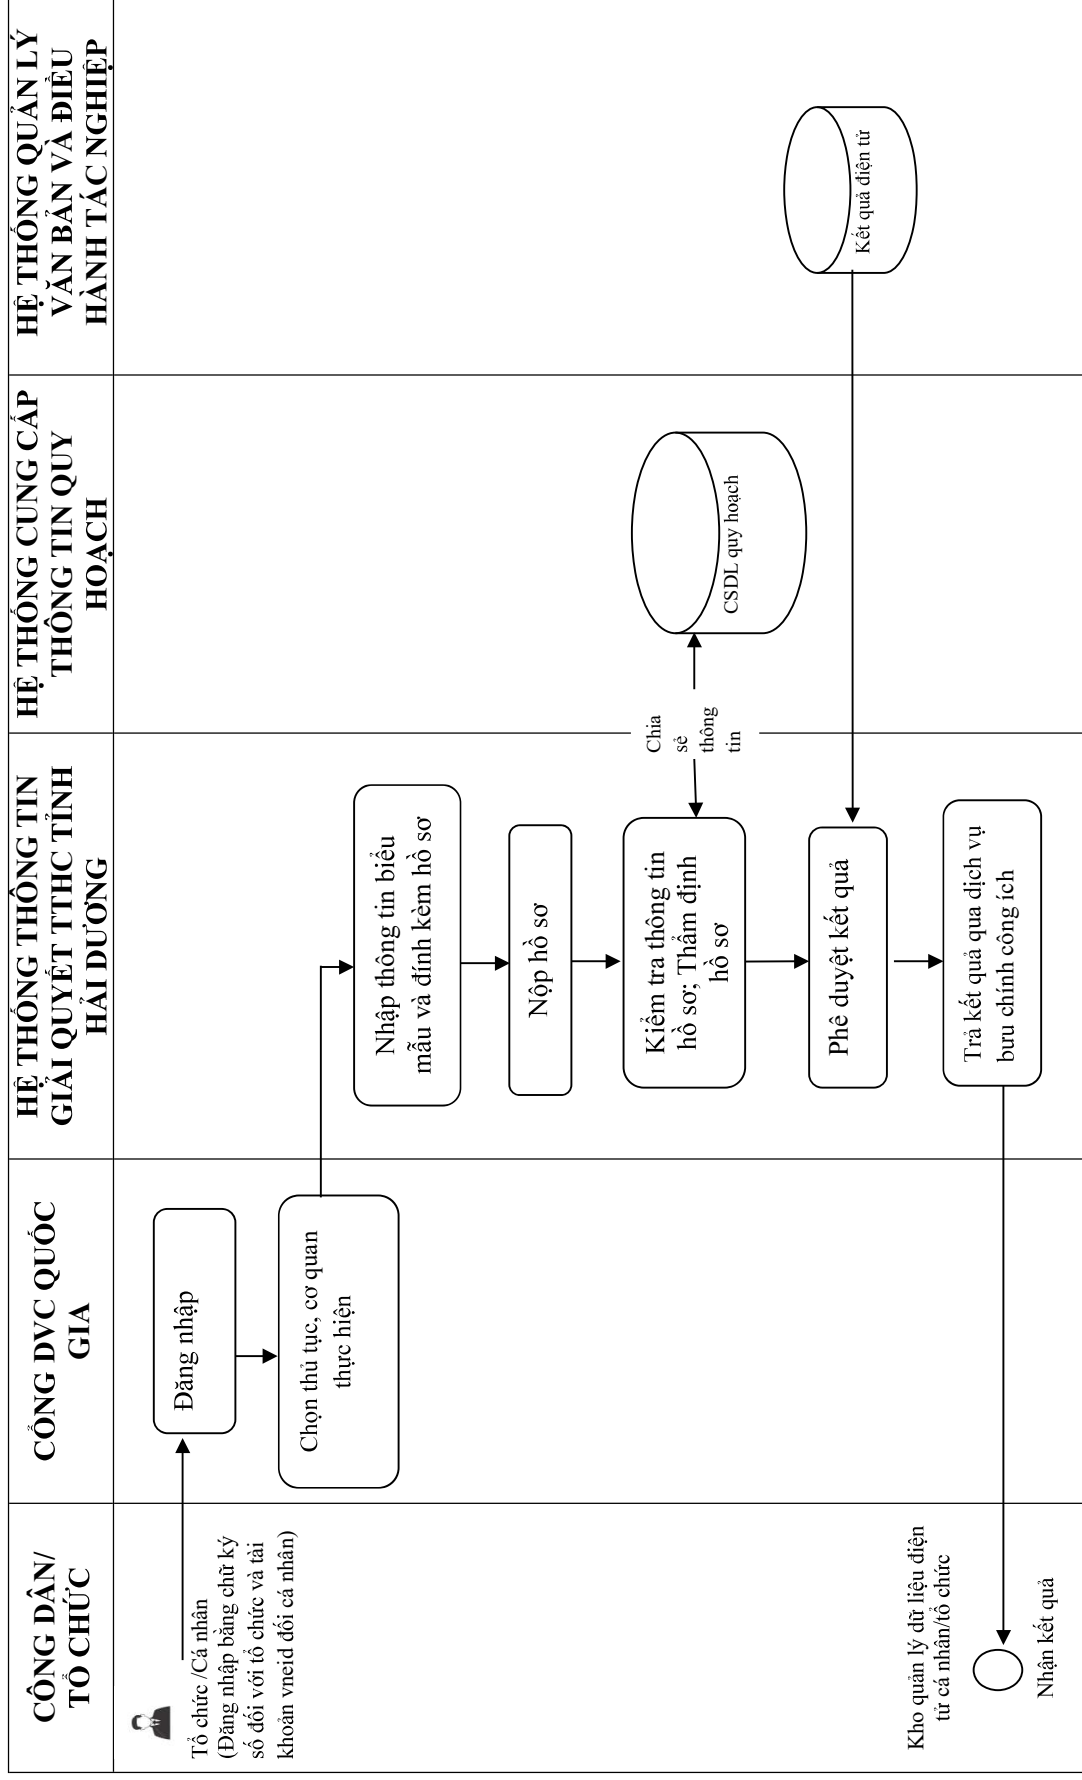 CÔNG DÂN/
TỔ CHỨC
CỔNG DVC QUỐC
GIA
HỆ THỐNG THÔNG TIN
GIẢI QUYẾT TTHC TỈNH
HẢI DƯƠNG
HỆ THỐNG CUNG CẤP
THÔNG TIN QUY
HOẠCH
HỆ THỐNG QUẢN LÝ
VĂN BẢN VÀ ĐIỀU
HÀNH TÁC NGHIỆP
Tổ chức /Cá nhân
(Đăng nhập bằng chữ ký
số đối với tổ chức và tài
khoản vneid đối cá nhân)
Đăng nhập
Chọn thủ tục, cơ quan
thực hiện
Nhập thông tin biểu
mẫu và đính kèm hồ sơ
Nộp hồ sơ
Kiểm tra thông tin
hồ sơ; Thẩm định
hồ sơ
Chia
sẻ
thông
tin
CSDL quy hoạch
Phê duyệt kết quả
Kết quả điện tử
Trả kết quả qua dịch vụ
bưu chính công ích
Kho quản lý dữ liệu điện
tử cá nhân/tổ chức
Nhận kết quả